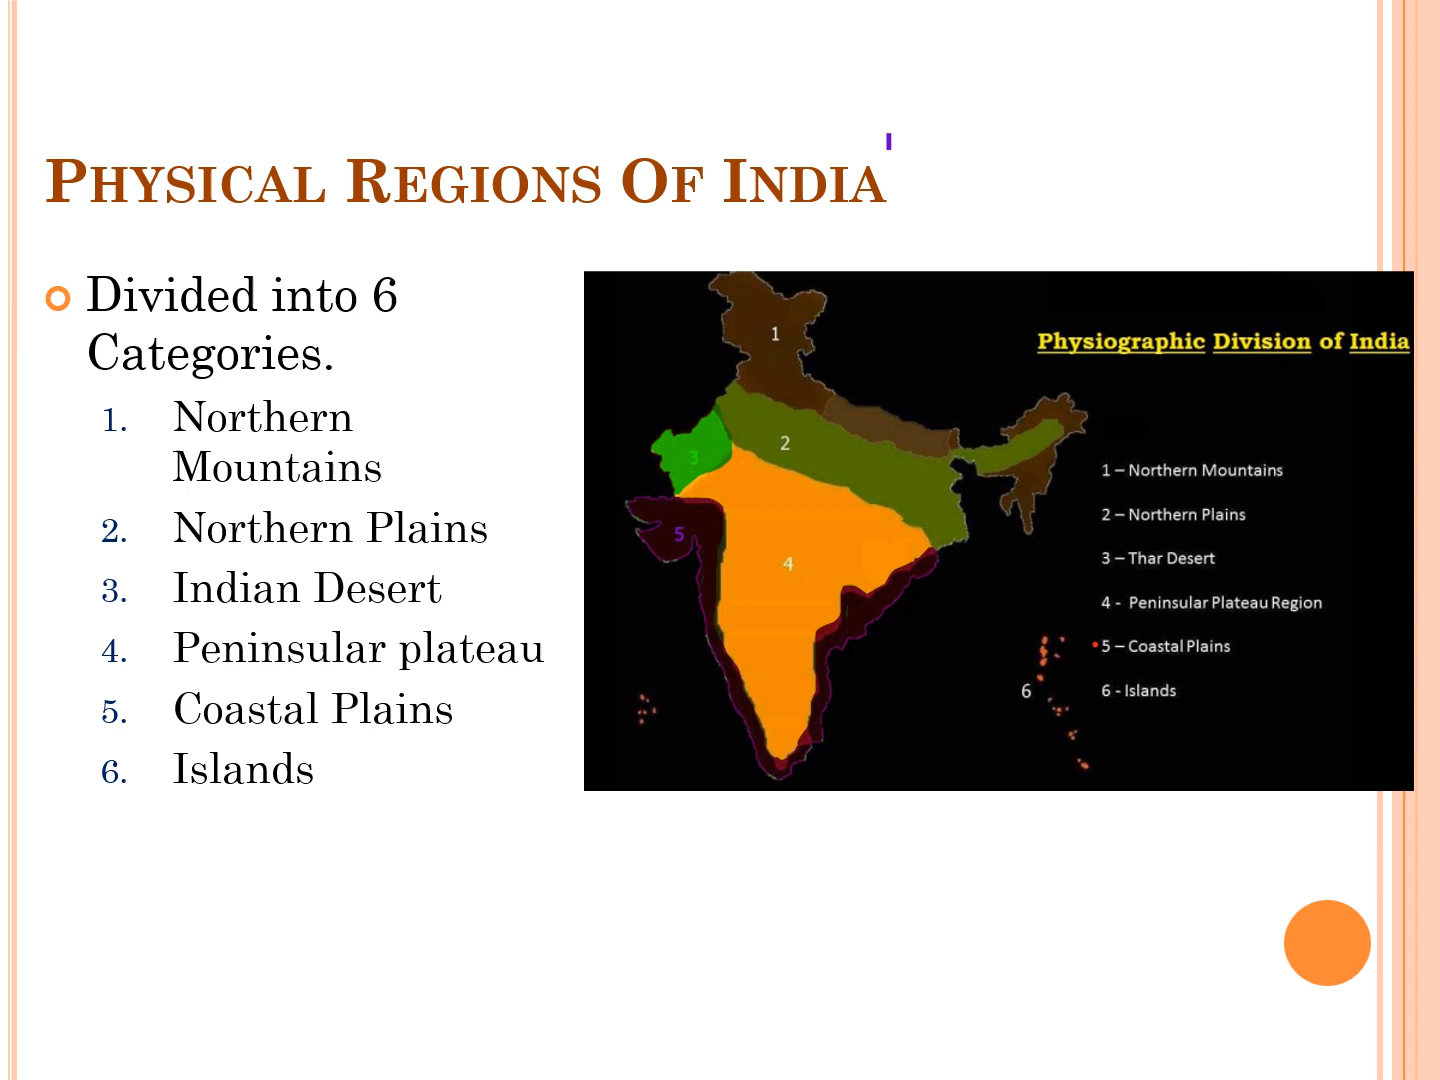 Physical Regions Of India'
Divided into 6
Categories.
1. Northern
Mountains
2. Northern Plains
3. Indian Desert
4. Peninsular plateau
5. Coastal Plains
6. Islands
Physiographic Division of India
1
2
3
5
4
6
1 – Northern Mountains
2 – Northern Plains
3 – Thar Desert
4 - Peninsular Plateau Region
5 – Coastal Plains
6 - Islands